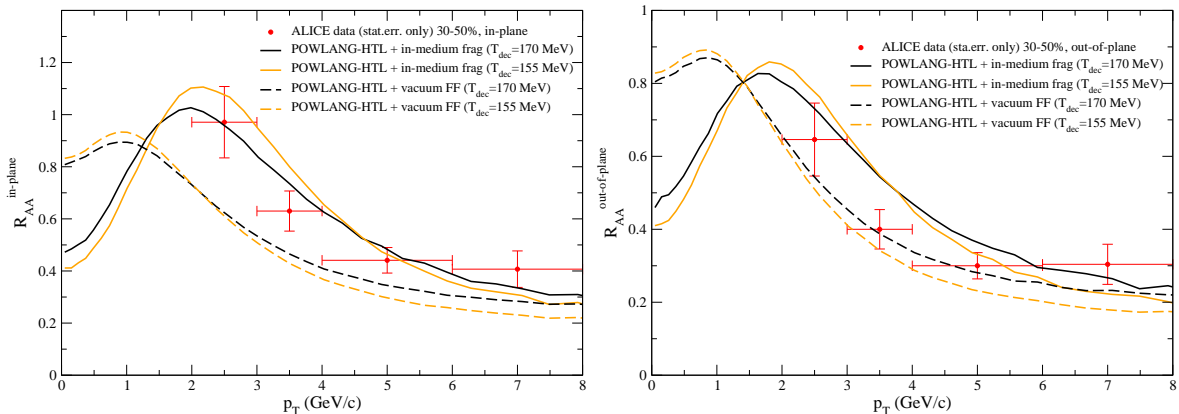 ALICE data (stat.err. only) 30-50%, in-plane
POWLANG-HTL + in-medium frag (T_dec=170 MeV)
POWLANG-HTL + in-medium frag (T_dec=155 MeV)
POWLANG-HTL + vacuum FF (T_dec=170 MeV)
POWLANG-HTL + vacuum FF (T_dec=155 MeV)
R_AA^in-plane
1.2
1
0.8
0.6
0.4
0.2
0
0 1 2 3 4 5 6 7 8
p_T (GeV/c)
ALICE data (sta.err. only) 30-50%, out-of-plane
POWLANG-HTL + in-medium frag (T_dec=170 MeV)
POWLANG-HTL + in-medium frag (T_dec=155 MeV)
POWLANG-HTL + vacuum FF (T_dec=170 MeV)
POWLANG-HTL + vacuum FF (T_dec=155 MeV)
R_AA^out-of-plane
1
0.8
0.6
0.4
0.2
0
0 1 2 3 4 5 6 7 8
p_T (GeV/c)